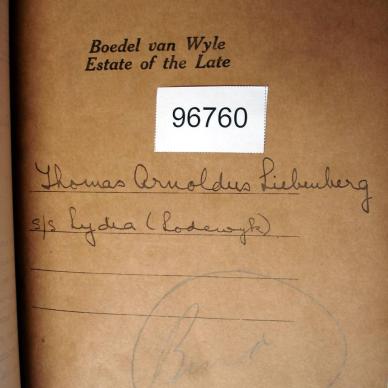 Boedel van Wyle
Estate of the Late
96760
Thomas Arnoldus Liebenberg
s/s Lydia (Lodewyk)